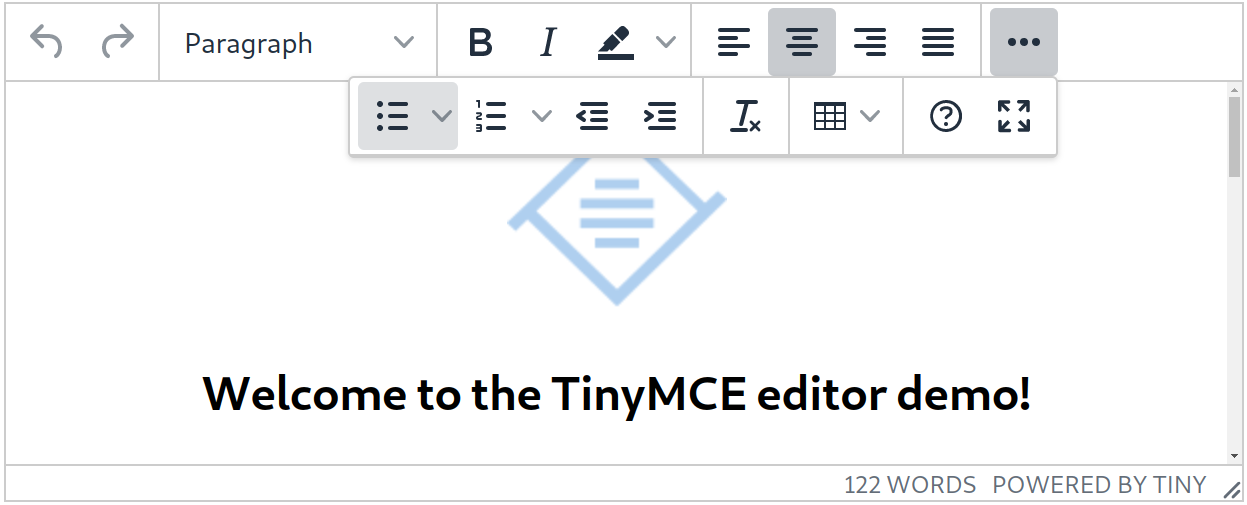 Paragraph
B I
Welcome to the TinyMCE editor demo!
122 WORDS POWERED BY TINY